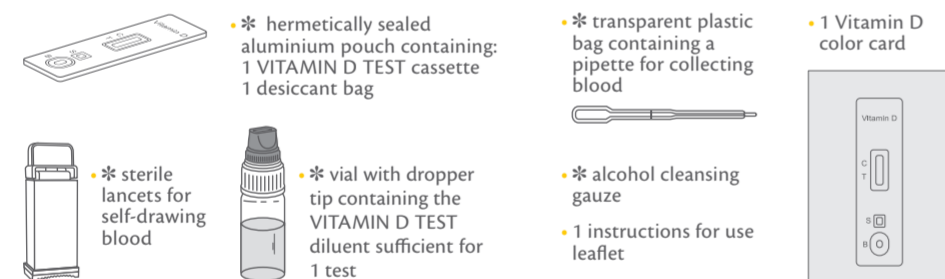 • ✻ hermetically sealed
aluminium pouch containing:
1 VITAMIN D TEST cassette
1 desiccant bag
• ✻ transparent plastic
bag containing a
pipette for collecting
blood
• 1 Vitamin D
color card
Vitamin D
C
T
S
B
• ✻ sterile
lancets for
self-drawing
blood
• ✻ vial with dropper
tip containing the
VITAMIN D TEST
diluent sufficient for
1 test
• ✻ alcohol cleansing
gauze
• 1 instructions for use
leaflet
Vitamin D
C
T
S
B